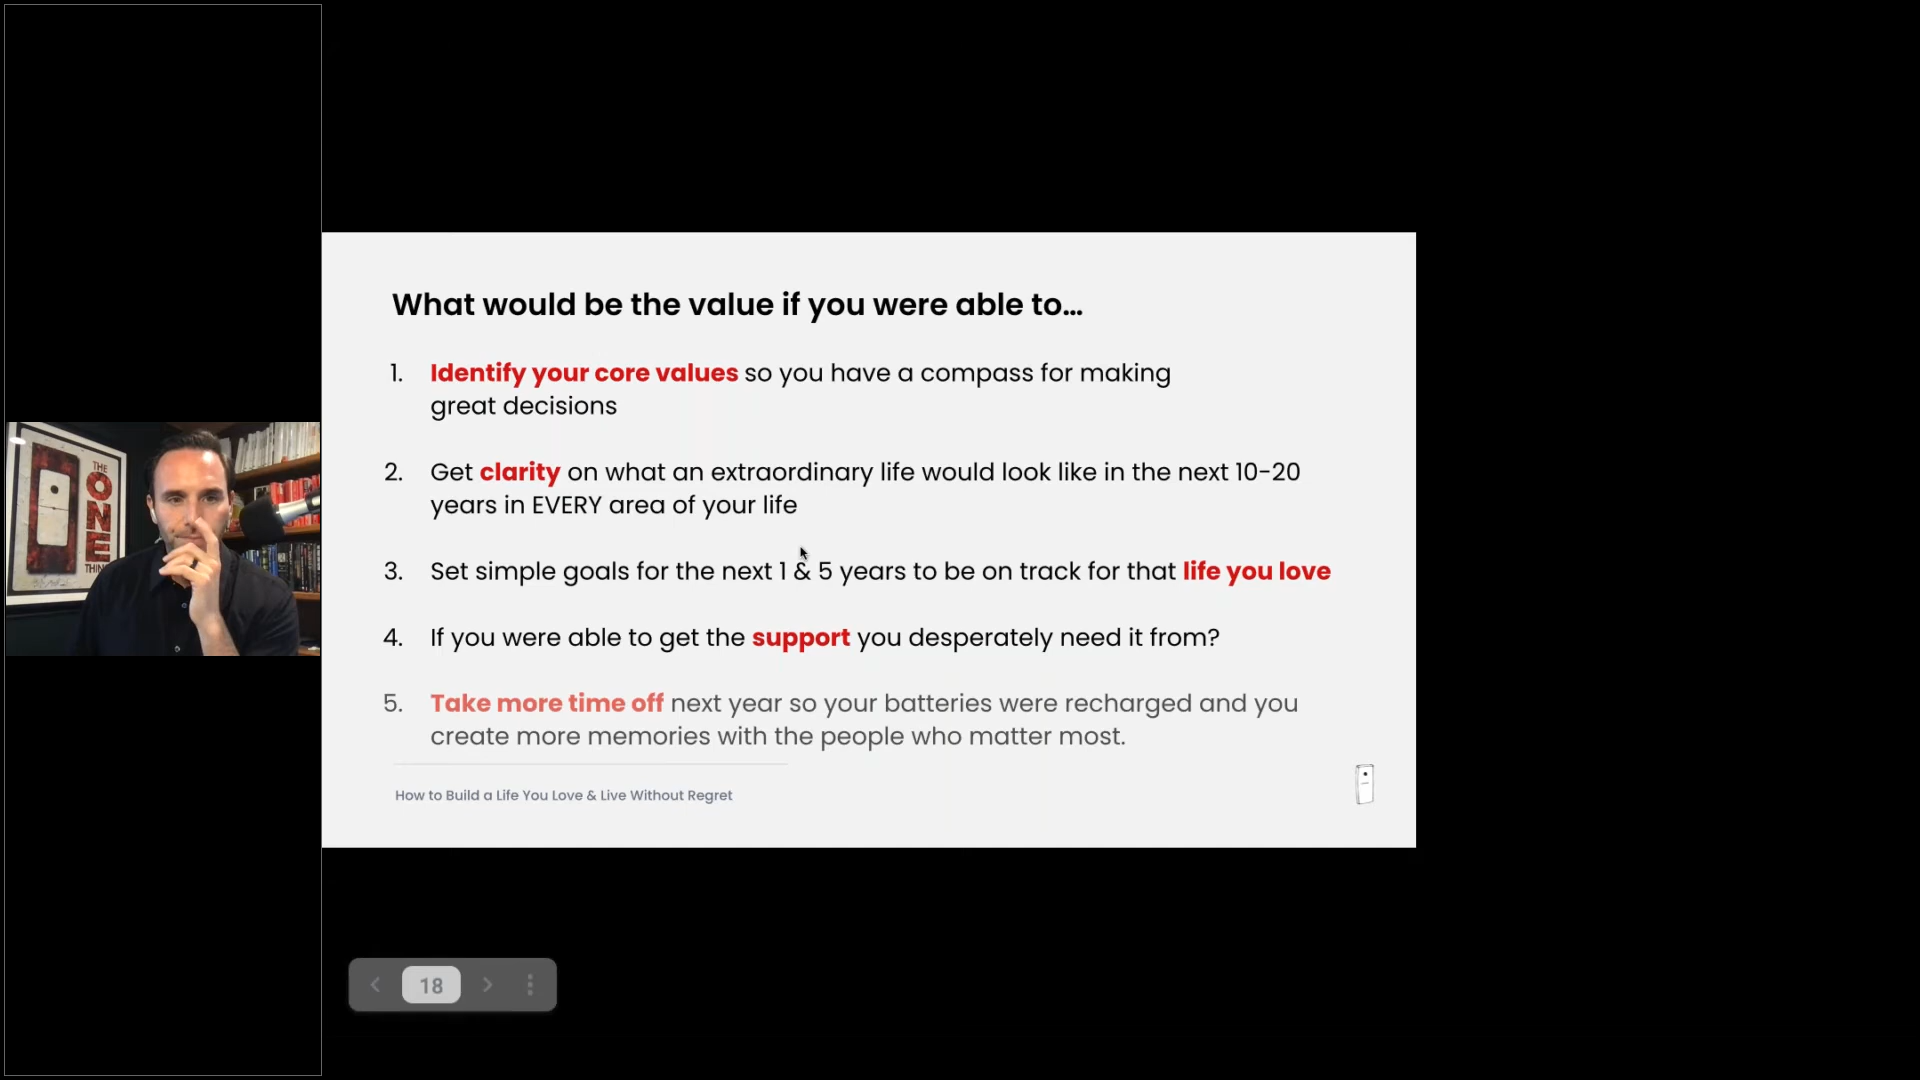 THE
ONE
THING
What would be the value if you were able to...
1. Identify your core values so you have a compass for making
great decisions
2. Get clarity on what an extraordinary life would look like in the next 10-20
years in EVERY area of your life
3. Set simple goals for the next 1 & 5 years to be on track for that life you love
4. If you were able to get the support you desperately need it from?
5. Take more time off next year so your batteries were recharged and you
create more memories with the people who matter most.
How to Build a Life You Love & Live Without Regret
18